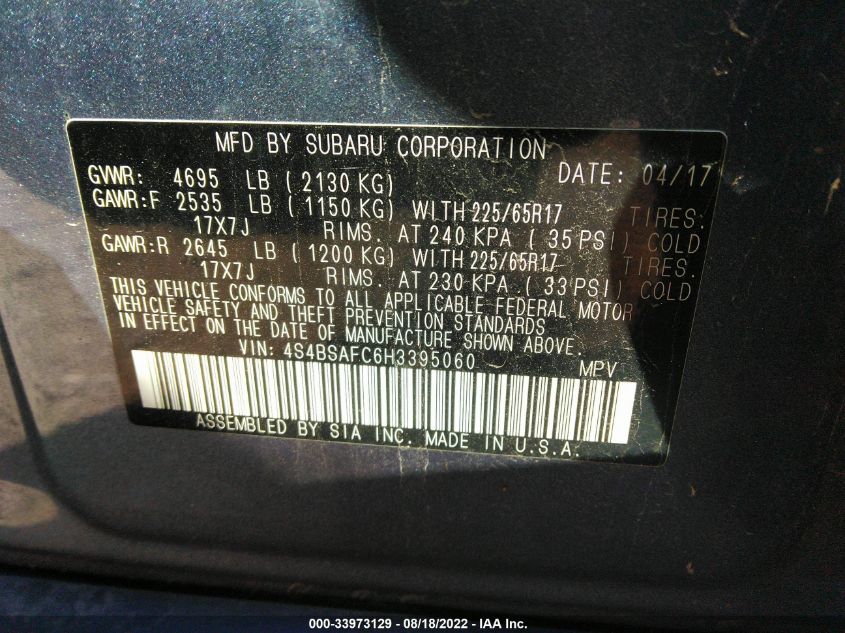 MFD BY SUBARU CORPORATION
GVWR: 4695 LB ( 2130 KG) DATE: 04/17
GAWR:F 2535 LB ( 1150 KG) WITH 225/65R17 TIRES:
17X7J RIMS. AT 240 KPA ( 35 PSI) COLD
GAWR:R 2645 LB ( 1200 KG) WITH 225/65R17 TIRES.
17X7J RIMS. AT 230 KPA ( 33 PSI) COLD
THIS VEHICLE CONFORMS TO ALL APPLICABLE FEDERAL MOTOR
VEHICLE SAFETY AND THEFT PREVENTION STANDARDS
IN EFFECT ON THE DATE OF MANUFACTURE SHOWN ABOVE.
VIN: 4S4BSAFC6H3395060 MPV
ASSEMBLED BY SIA INC. MADE IN U.S.A.
000-33973129 — 08/18/2022 — IAA Inc.